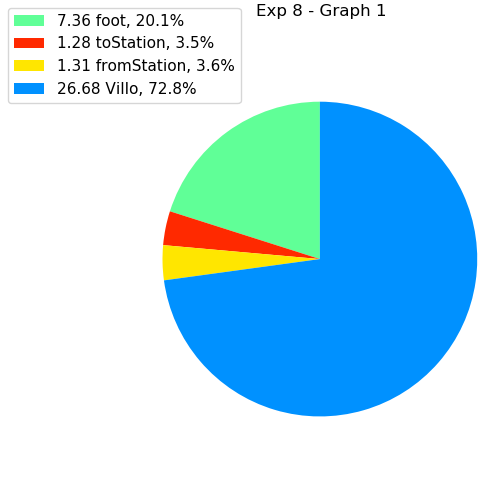 Exp 8 - Graph 1
7.36 foot, 20.1%
1.28 toStation, 3.5%
1.31 fromStation, 3.6%
26.68 Villo, 72.8%